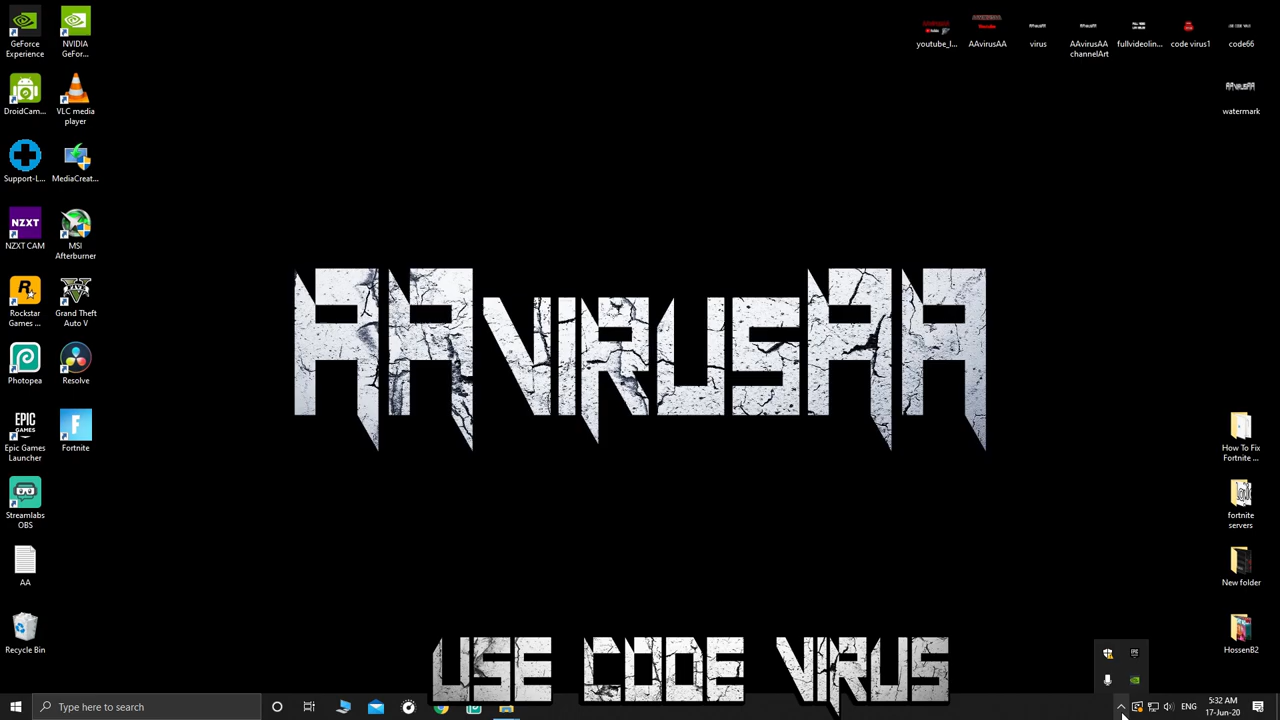 GeForce
Experience
NVIDIA
GeFor...
DroidCam...
VLC media
player
Support-L...
MediaCreat...
NZXT
NZXT CAM
MSI
Afterburner
Rockstar
Games ...
Grand Theft
Auto V
Photopea
Resolve
EPIC
GAMES
Epic Games
Launcher
Fortnite
Streamlabs
OBS
AA
Recycle Bin
youtube_l...
AAvirusAA
virus
AAvirusAA
channelArt
fullvideolin...
code virus1
code66
watermark
AAVIRUSAA
How To Fix
Fortnite ...
fortnite
servers
New folder
HossenB2
USE CODE VIRUS
Type here to search
ENG
5:32 AM
17-Jun-20